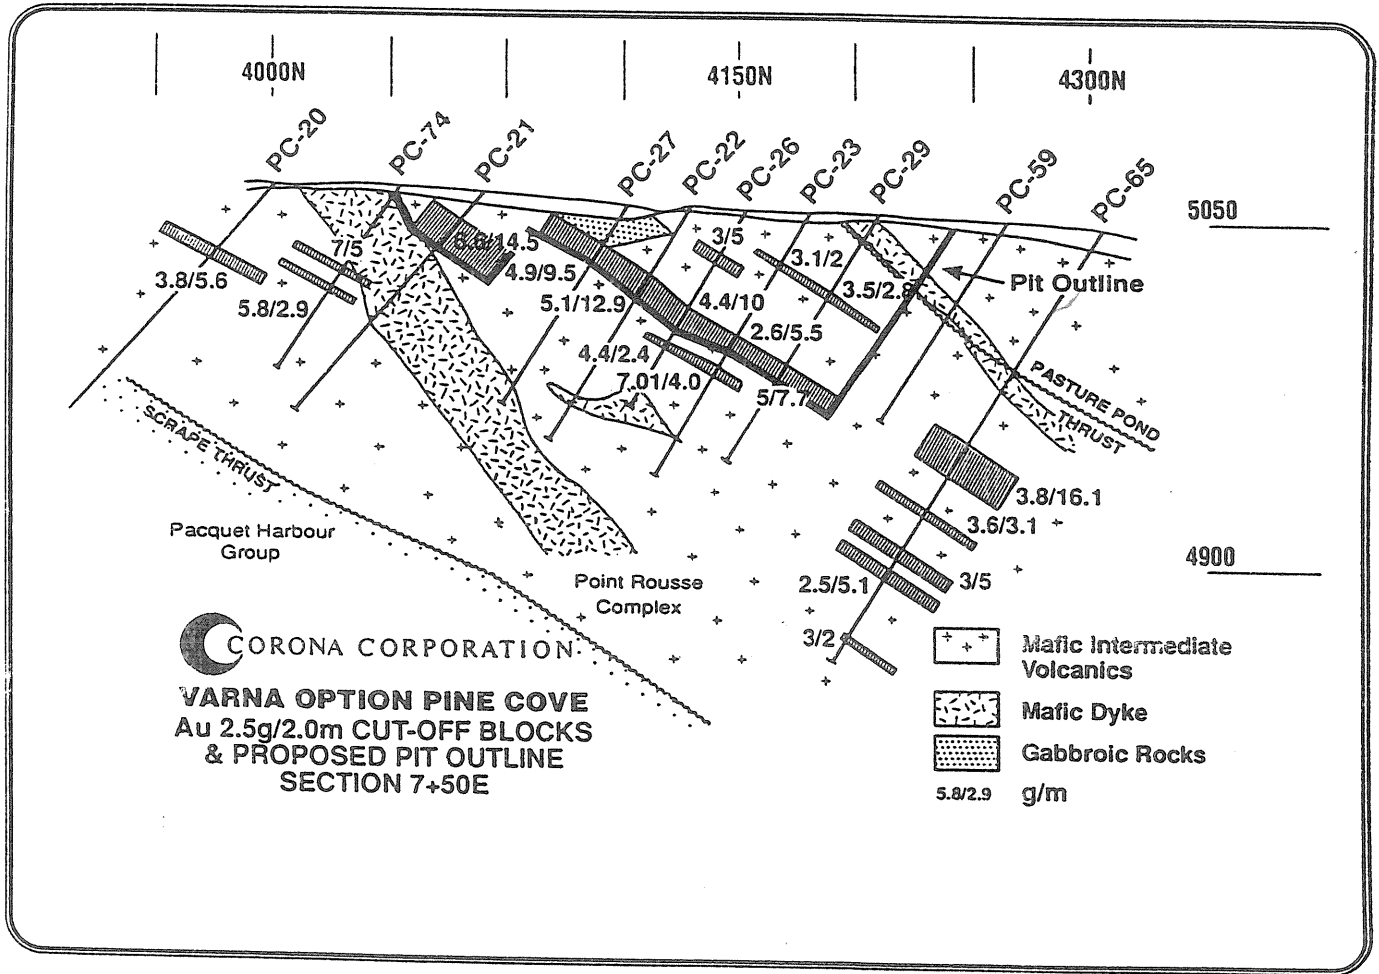 4000N
4150N
4300N
PC-20
PC-74
PC-21
PC-27
PC-22
PC-26
PC-23
PC-29
PC-59
PC-65
5050
7/5
6.6/14.5
3/5
3.1/2
3.8/5.6
4.9/9.5
3.5/2.8
Pit Outline
5.8/2.9
5.1/12.9
4.4/10
2.6/5.5
4.4/2.4
7.01/4.0
5/7.7
PASTURE POND
THRUST
SCRAPE THRUST
3.8/16.1
3.6/3.1
Pacquet Harbour
Group
4900
Point Rousse
Complex
2.5/5.1
3/5
3/2
CORONA CORPORATION
VARNA OPTION PINE COVE
Au 2.5g/2.0m CUT-OFF BLOCKS
& PROPOSED PIT OUTLINE
SECTION 7+50E
Mafic Intermediate
Volcanics
Mafic Dyke
Gabbroic Rocks
5.8/2.9 g/m